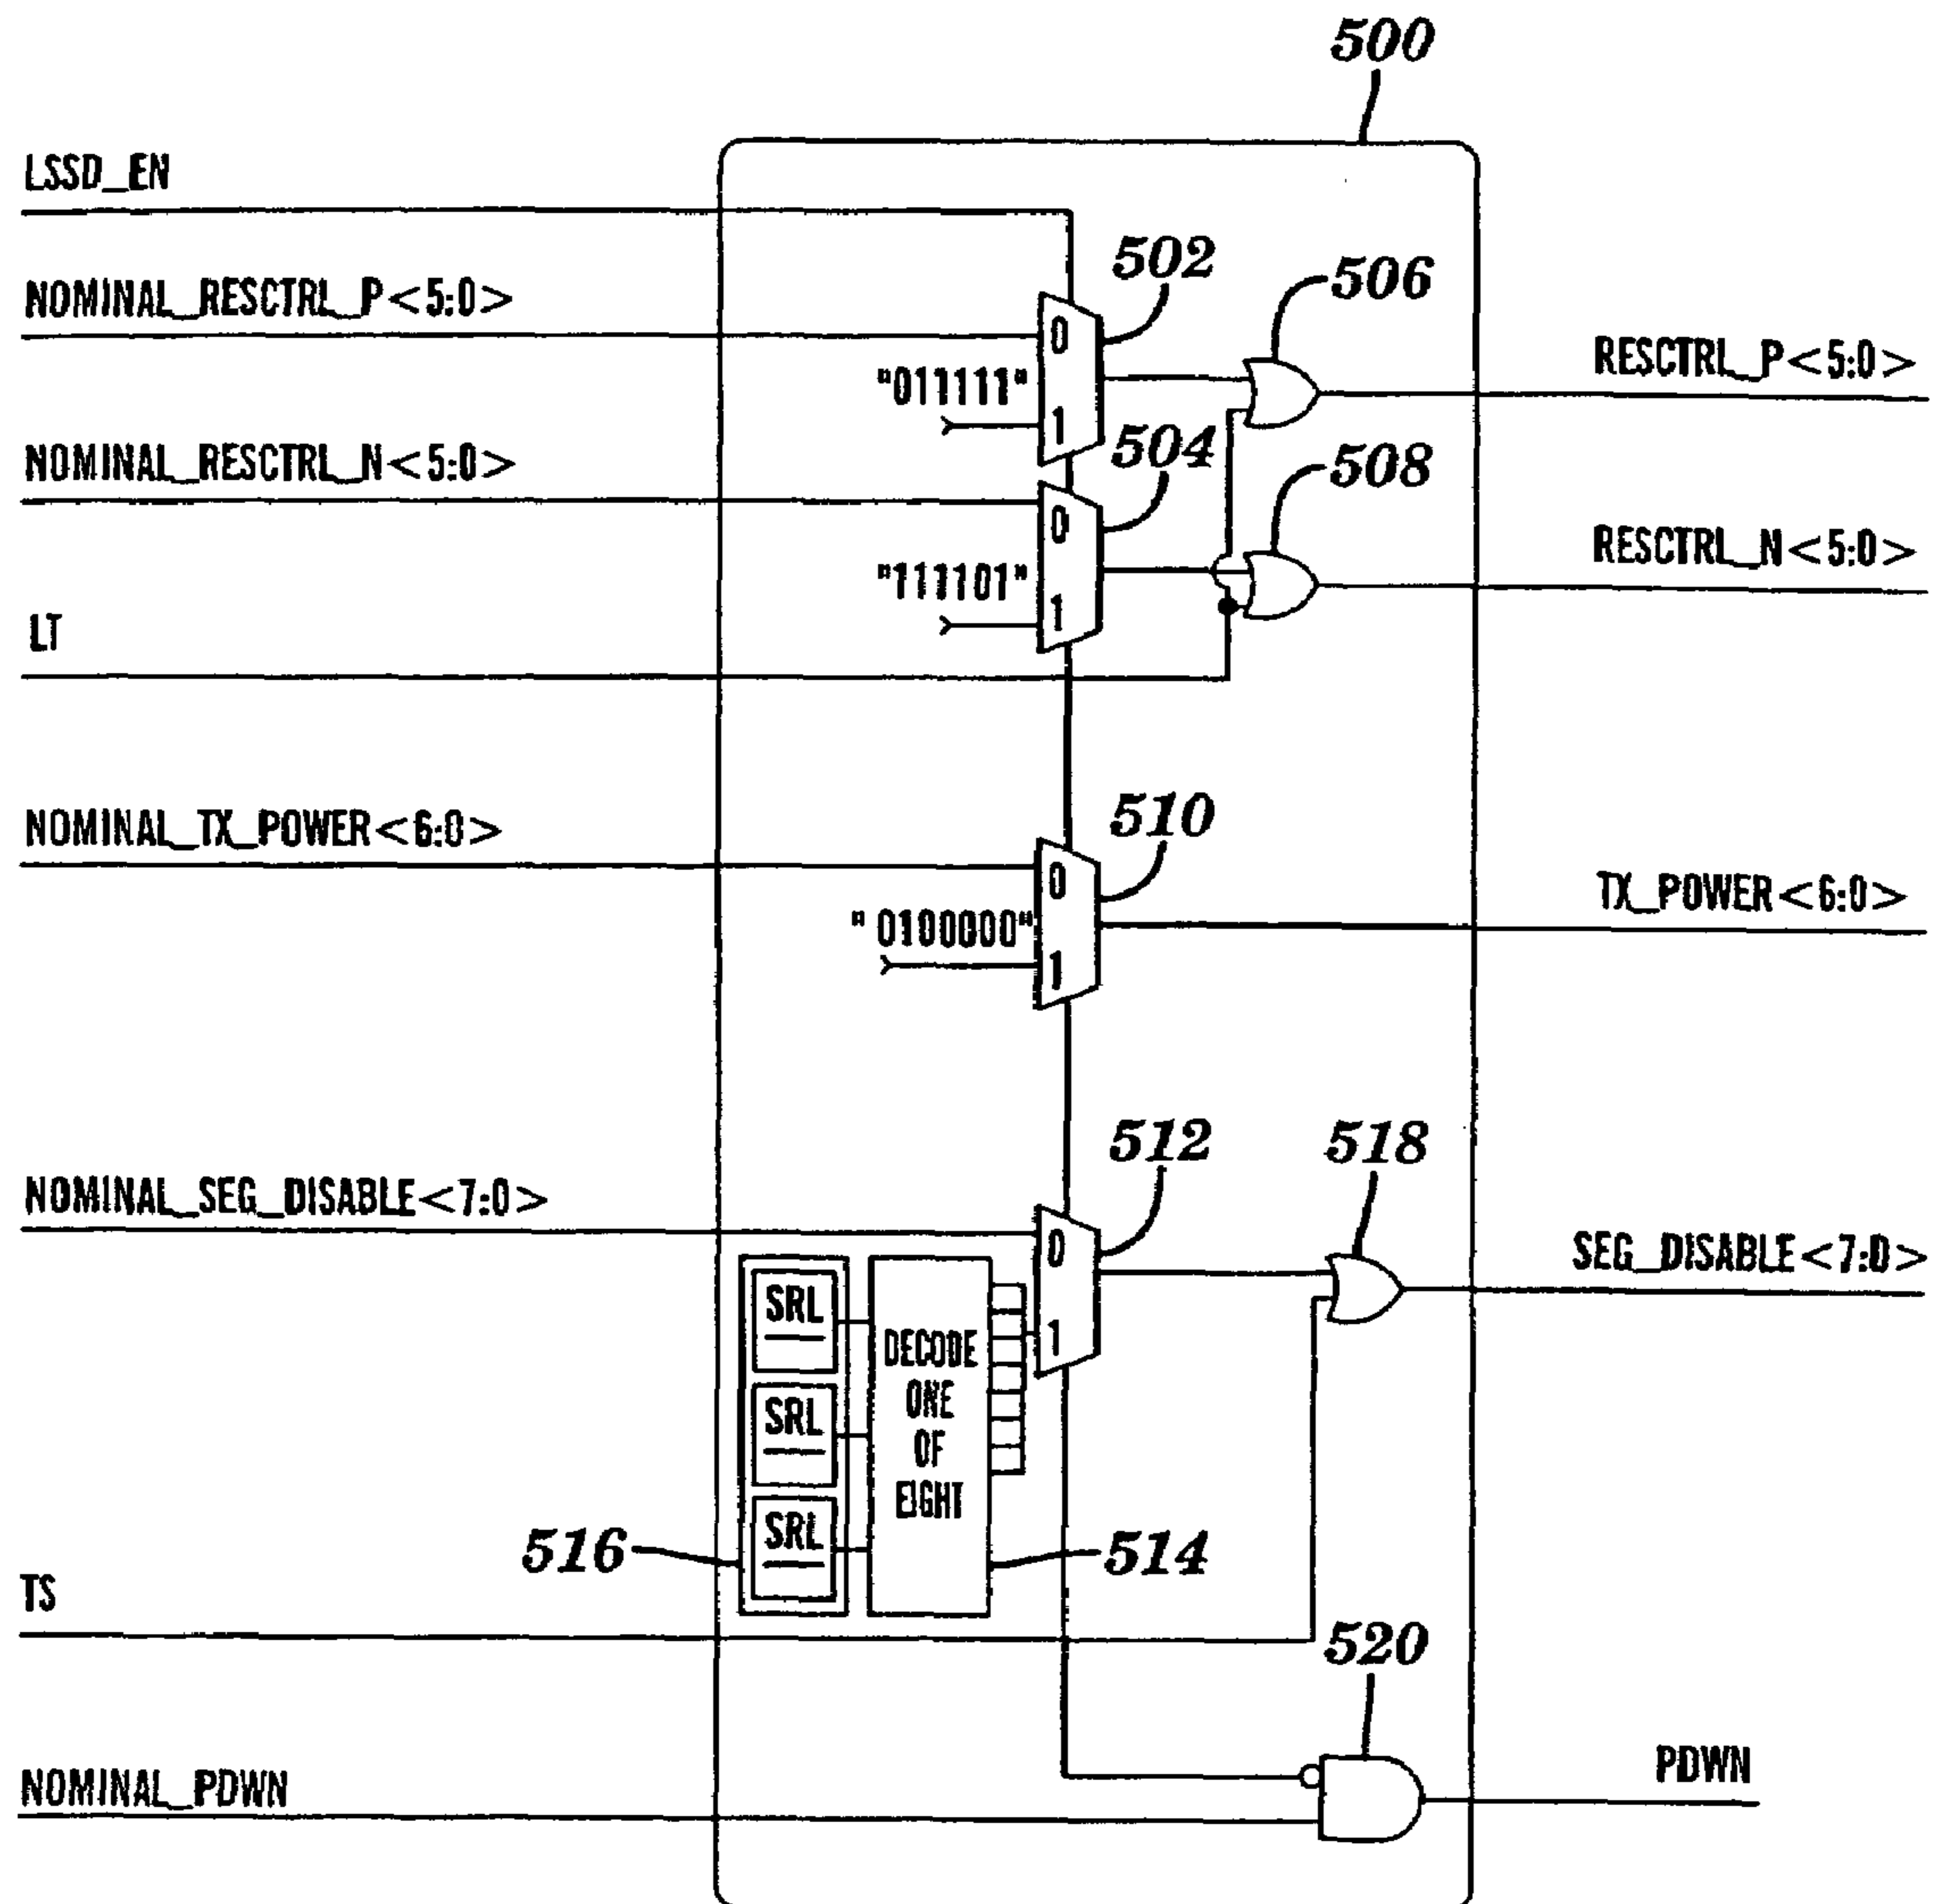 500
LSSD_EN
502
NOMINAL_RESCTRL_P<5:0>
506
0
RESCTRL_P<5:0>
"011111"
1
504
NOMINAL_RESCTRL_N<5:0>
508
0
RESCTRL_N<5:0>
"111101"
1
LT
510
NOMINAL_TX_POWER<6:0>
0
TX_POWER<6:0>
"0100000"
1
512
518
NOMINAL_SEG_DISABLE<7:0>
0
SEG_DISABLE<7:0>
SRL
1
DECODE
ONE
OF
EIGHT
SRL
SRL
516
514
TS
520
PDWN
NOMINAL_PDWN